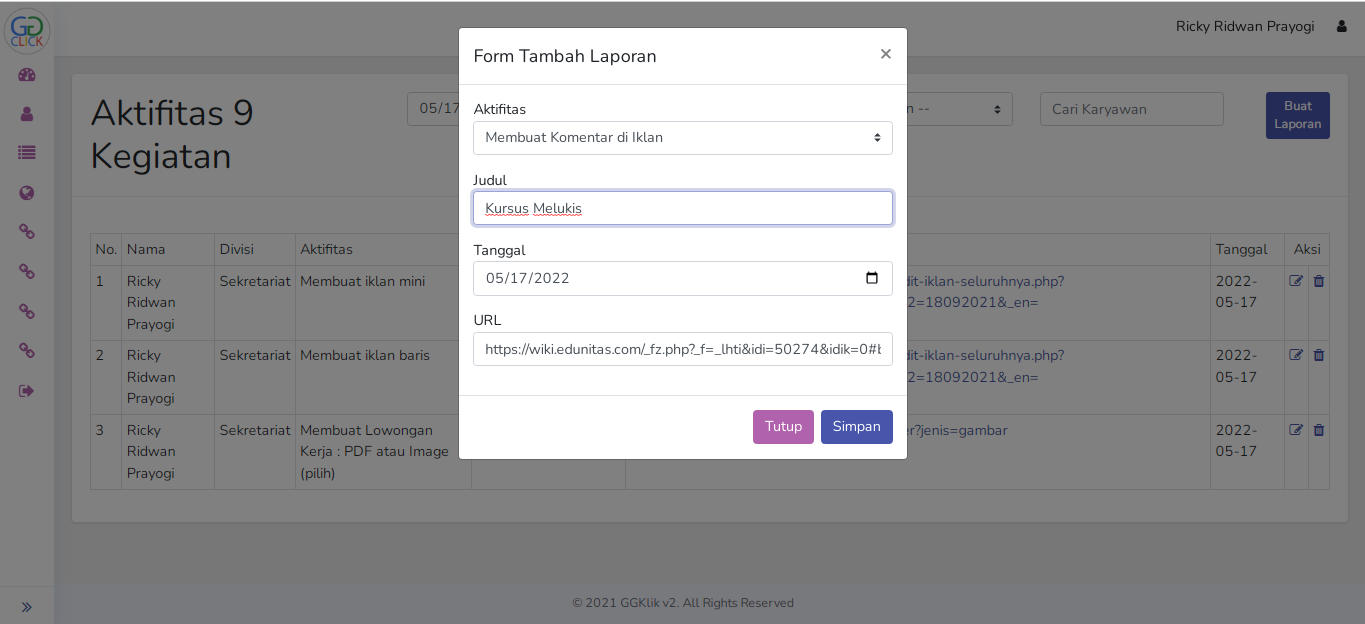 GG
CLICK
Ricky Ridwan Prayogi
Aktifitas 9
Kegiatan
05/17
n --
Cari Karyawan
Buat
Laporan
Form Tambah Laporan
×
Aktifitas
Membuat Komentar di Iklan
Judul
Kursus Melukis
Tanggal
05/17/2022
URL
https://wiki.edunitas.com/_fz.php?_f=_lhti&idi=50274&idik=0#
Tutup
Simpan
No. Nama Divisi Aktifitas Tanggal Aksi
1 Ricky Sekretariat Membuat iklan mini dit-iklan-seluruhnya.php? 2022-
Ridwan 2=18092021&_en= 05-17
Prayogi
2 Ricky Sekretariat Membuat iklan baris dit-iklan-seluruhnya.php? 2022-
Ridwan 2=18092021&_en= 05-17
Prayogi
3 Ricky Sekretariat Membuat Lowongan er?jenis=gambar 2022-
Ridwan Kerja : PDF atau Image 05-17
Prayogi (pilih)
© 2021 GGKlik v2. All Rights Reserved